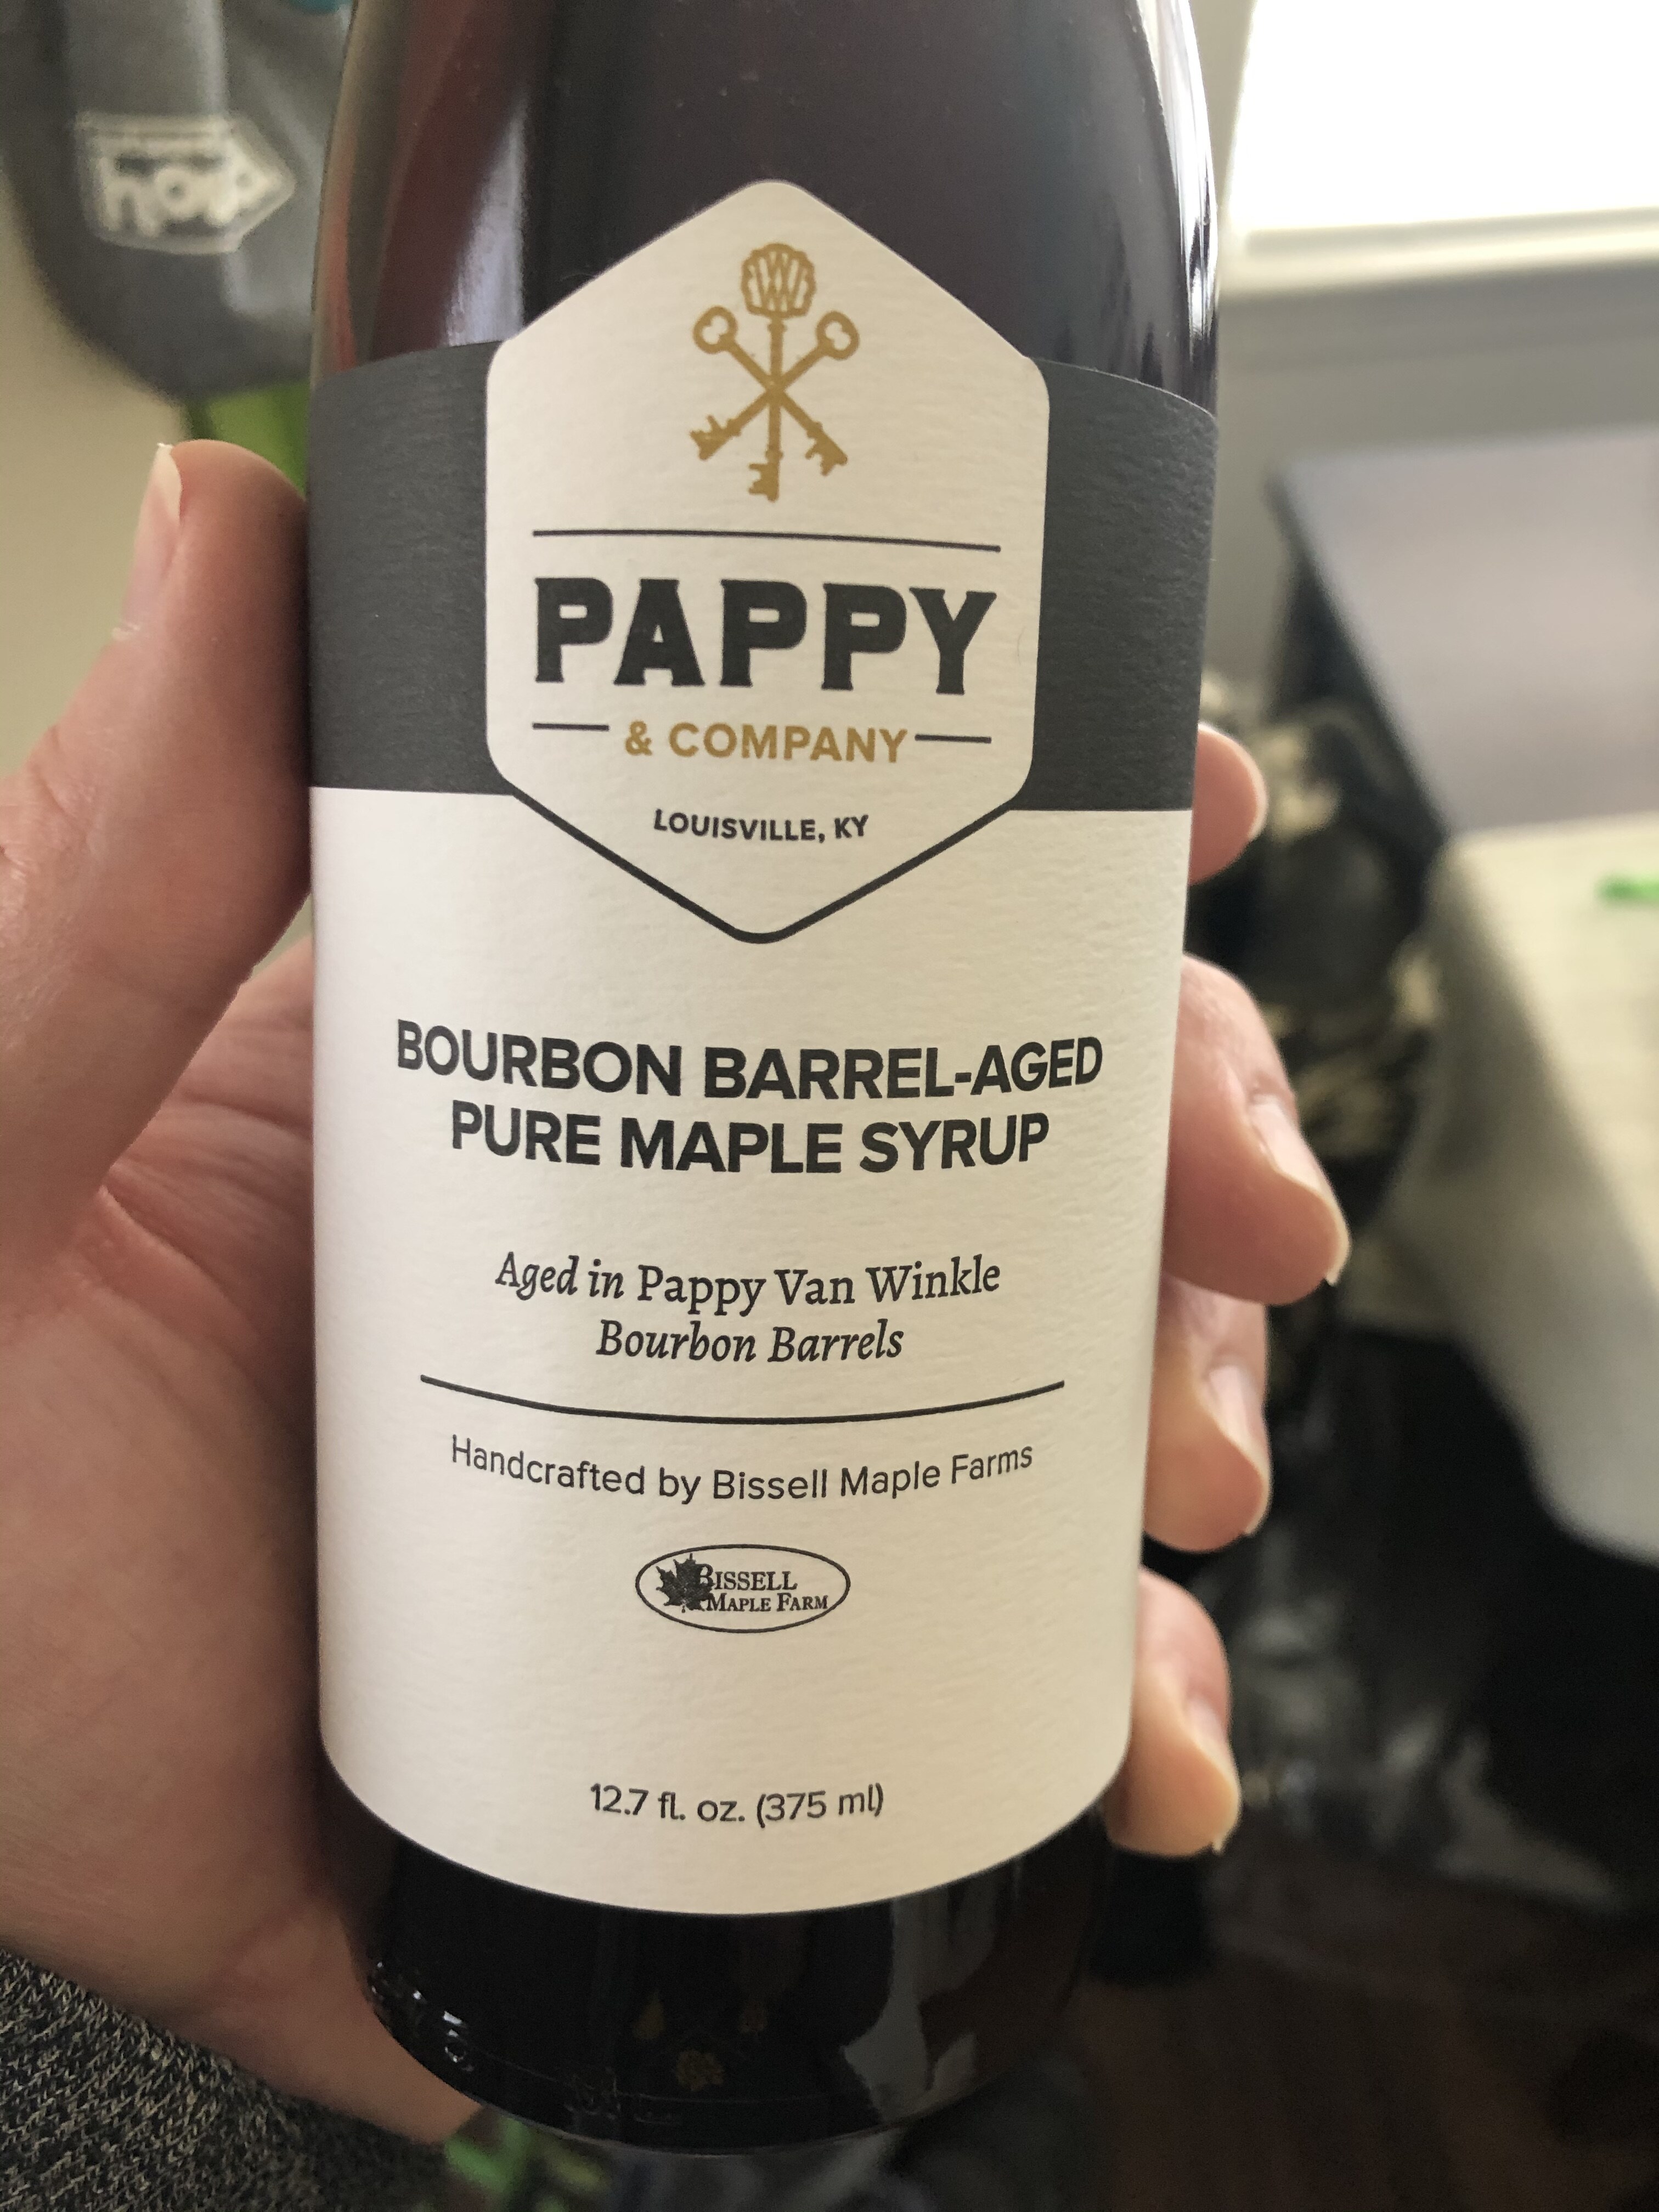 hop
W
PAPPY
& COMPANY
LOUISVILLE, KY
BOURBON BARREL-AGED
PURE MAPLE SYRUP
Aged in Pappy Van Winkle
Bourbon Barrels
Handcrafted by Bissell Maple Farms
BISSELL
MAPLE FARM
12.7 fl. oz. (375 ml)